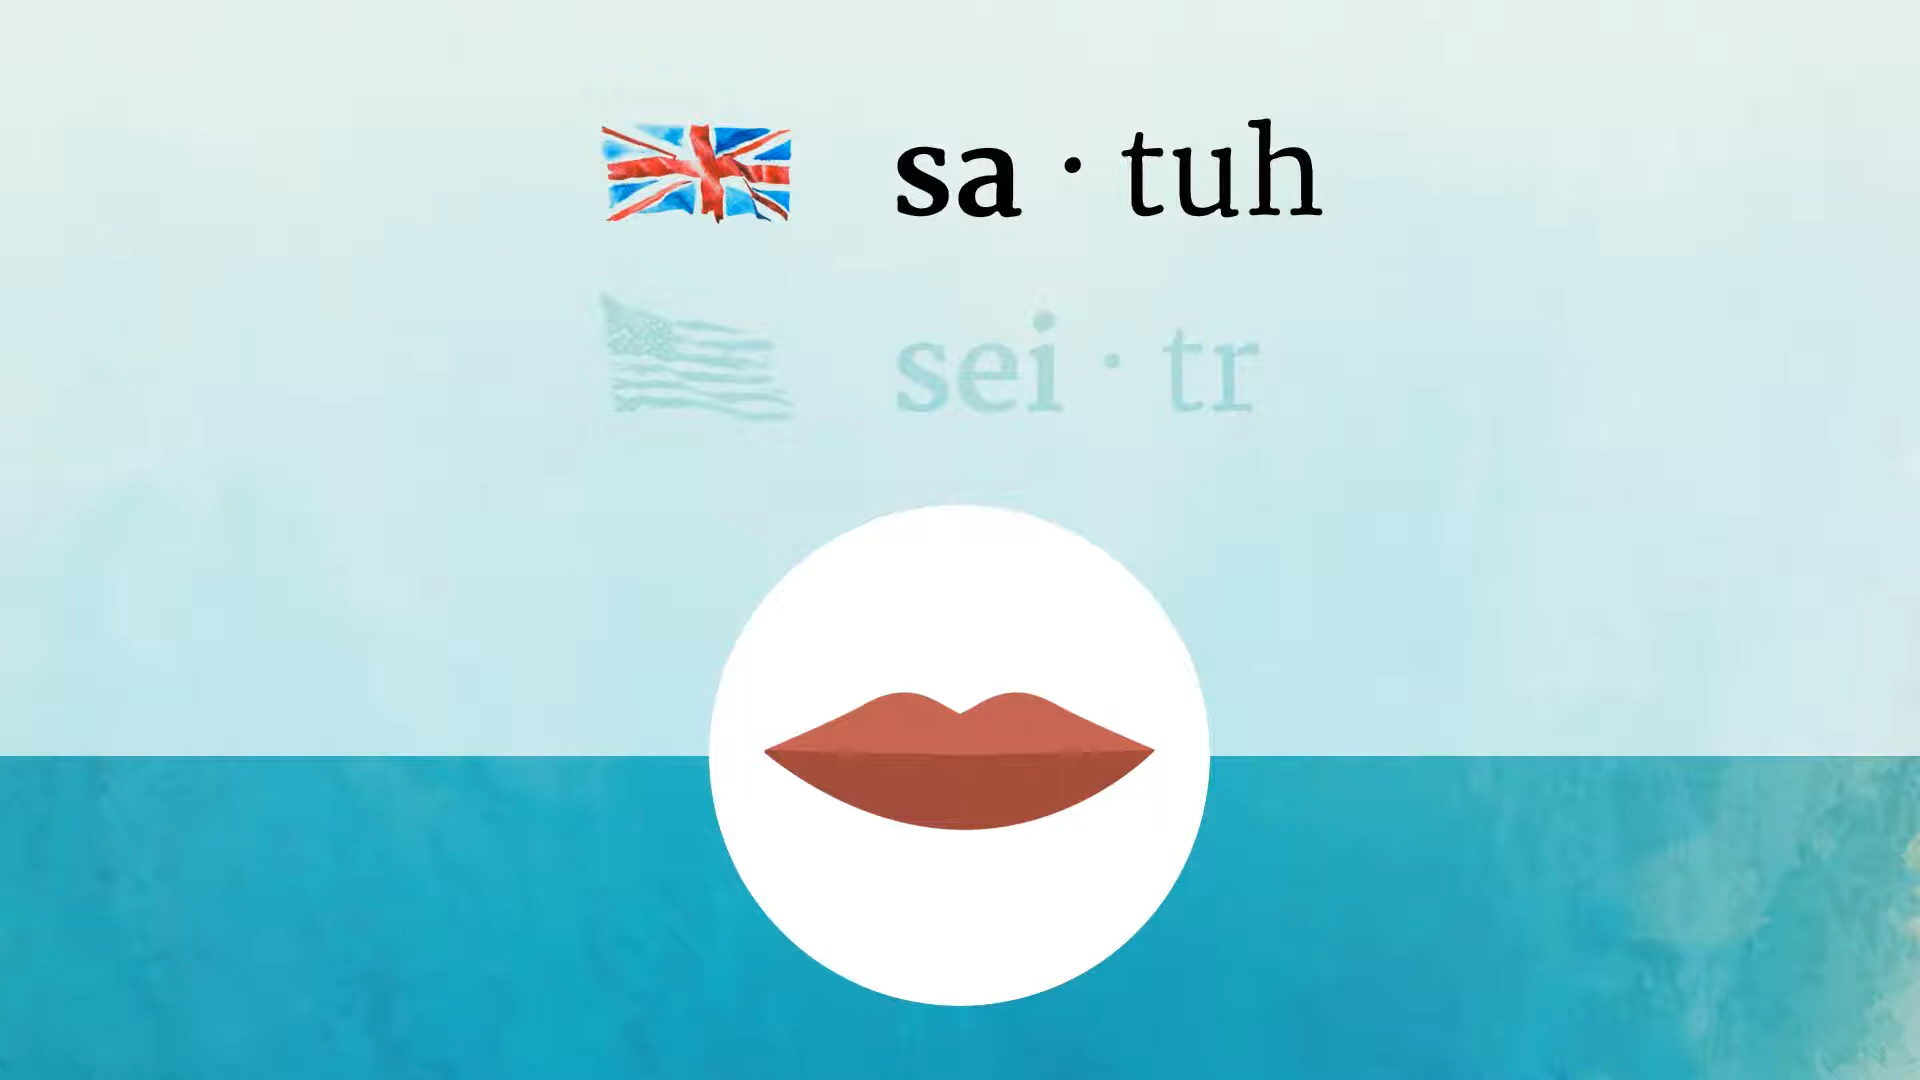 sa · tuh
sei · tr